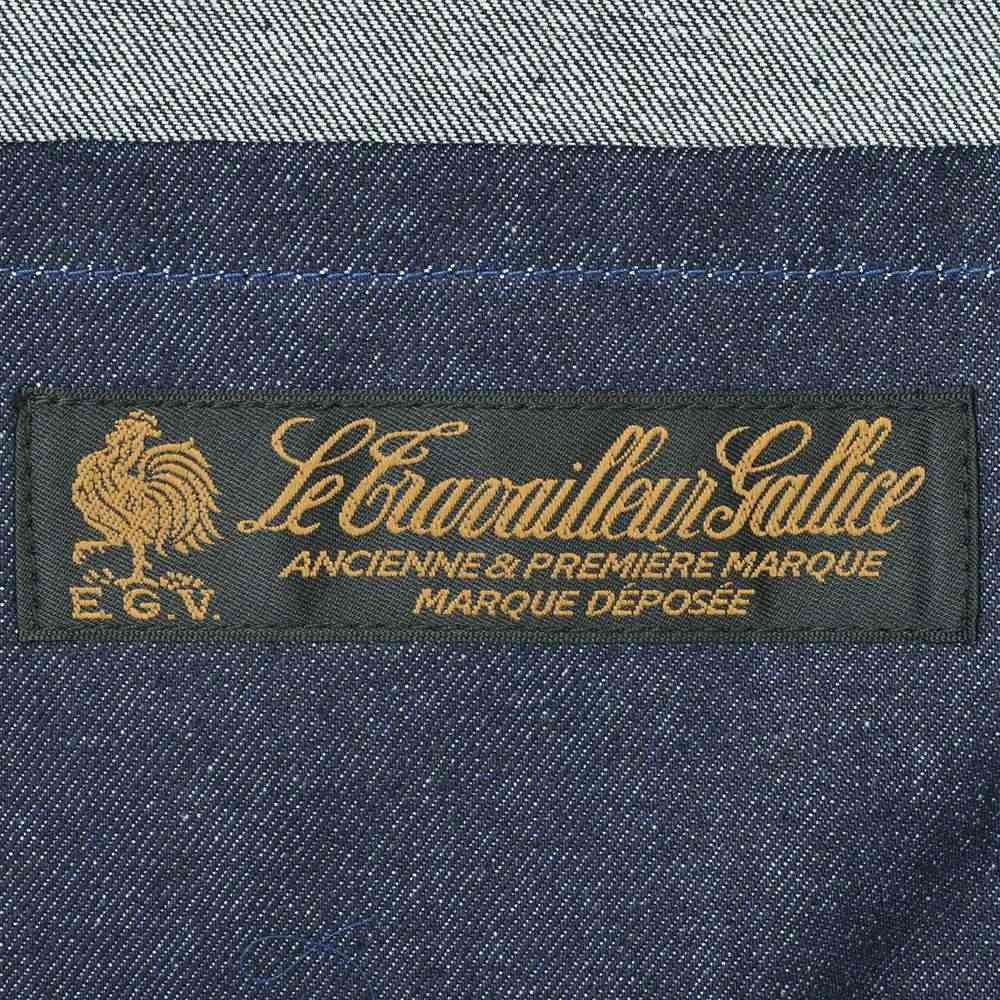 Le Travailleur Gallice
ANCIENNE & PREMIÈRE MARQUE
MARQUE DÉPOSÉE
E.G.V.